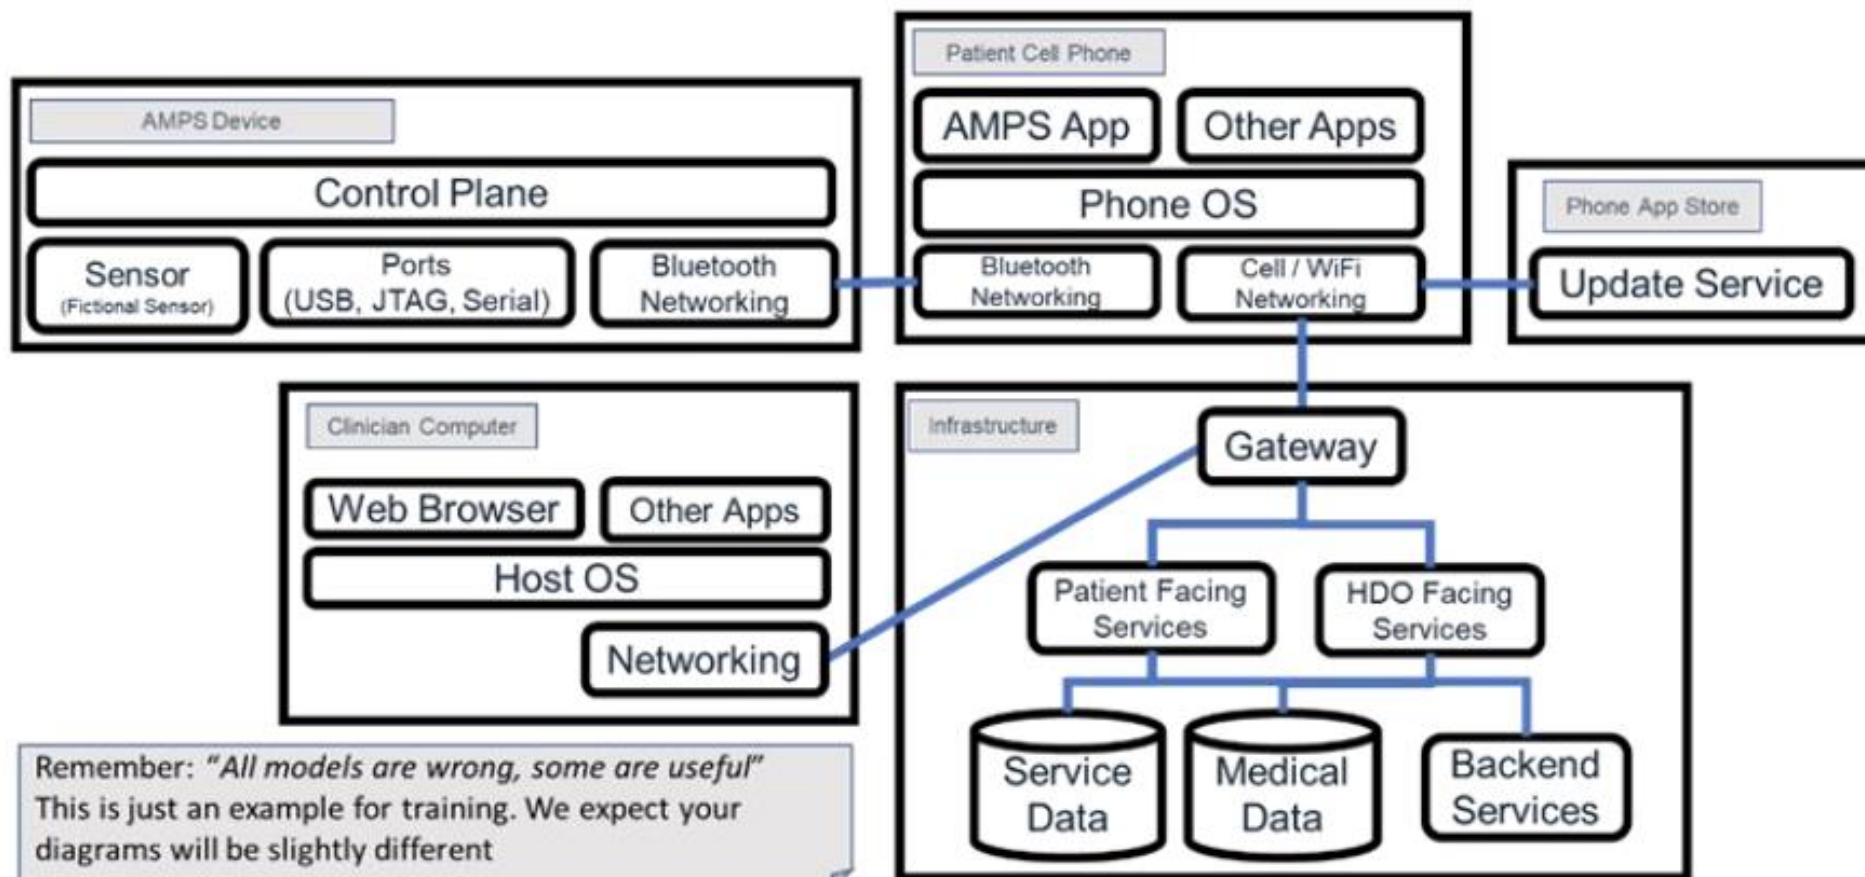 AMPS Device
Control Plane
Sensor
(Fictional Sensor)
Ports
(USB, JTAG, Serial)
Bluetooth
Networking
Patient Cell Phone
AMPS App
Other Apps
Phone OS
Bluetooth
Networking
Cell / WiFi
Networking
Phone App Store
Update Service
Clinician Computer
Web Browser
Other Apps
Host OS
Networking
Infrastructure
Gateway
Patient Facing
Services
HDO Facing
Services
Service
Data
Medical
Data
Backend
Services
Remember: “All models are wrong, some are useful”
This is just an example for training. We expect your
diagrams will be slightly different